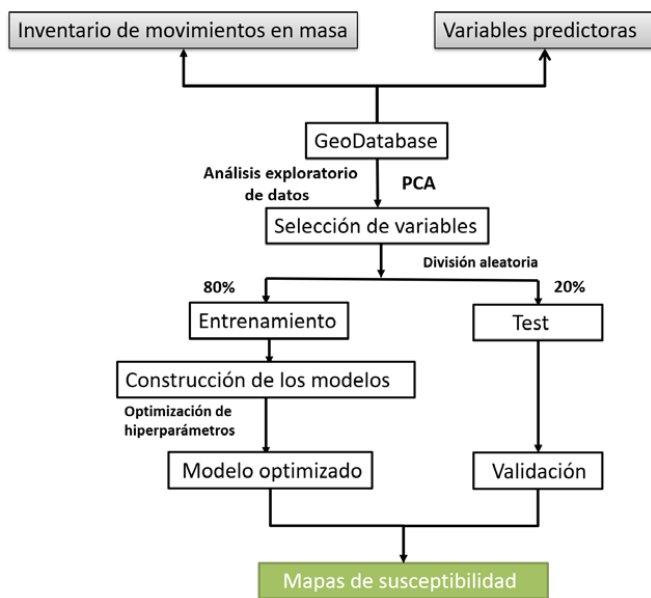 Inventario de movimientos en masa
Variables predictoras
GeoDatabase
Análisis exploratorio
de datos
PCA
Selección de variables
División aleatoria
80%
20%
Entrenamiento
Test
Construcción de los modelos
Optimización de
hiperparámetros
Modelo optimizado
Validación
Mapas de susceptibilidad